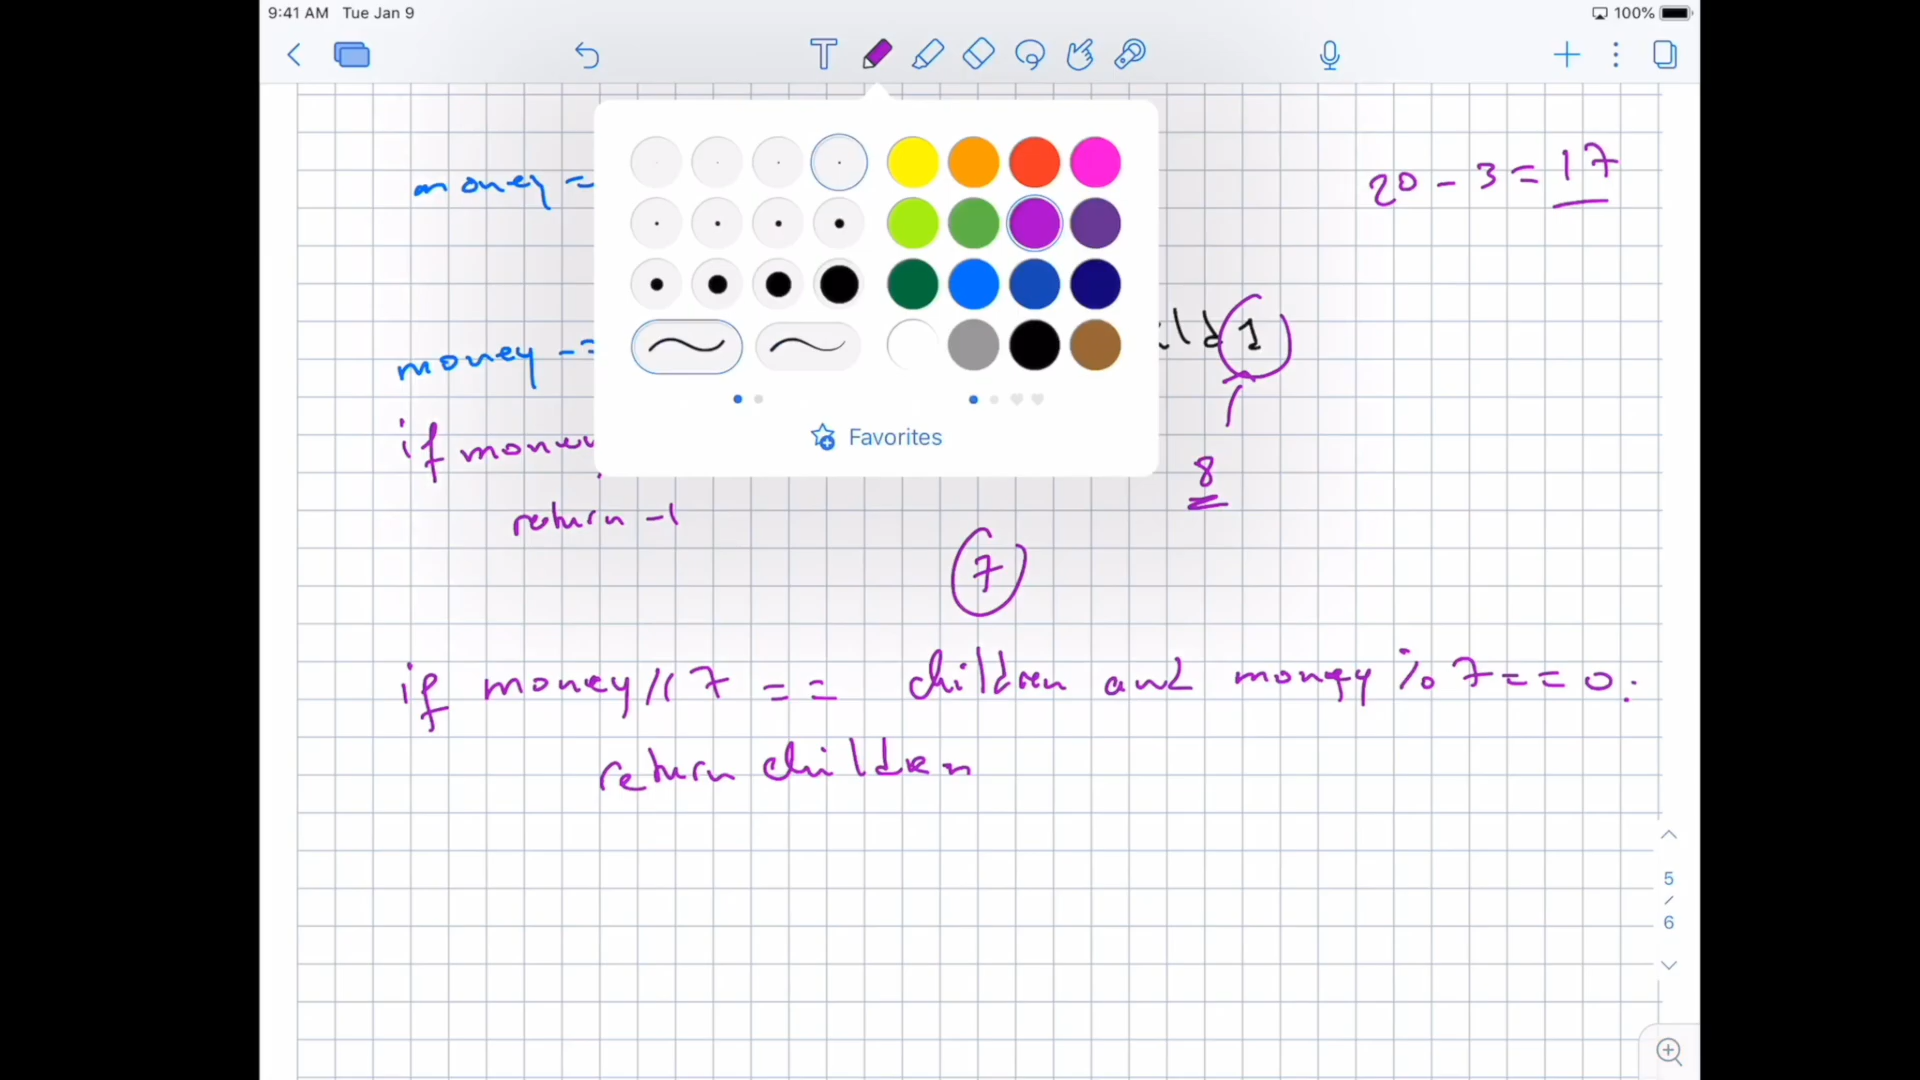 9:41 AM Tue Jan 9
100%
money =
20 - 3 = 17
money -=
1
if money
Favorites
8
return -1
7
if money//7 == children and money % 7 == 0:
return children
5
/
6